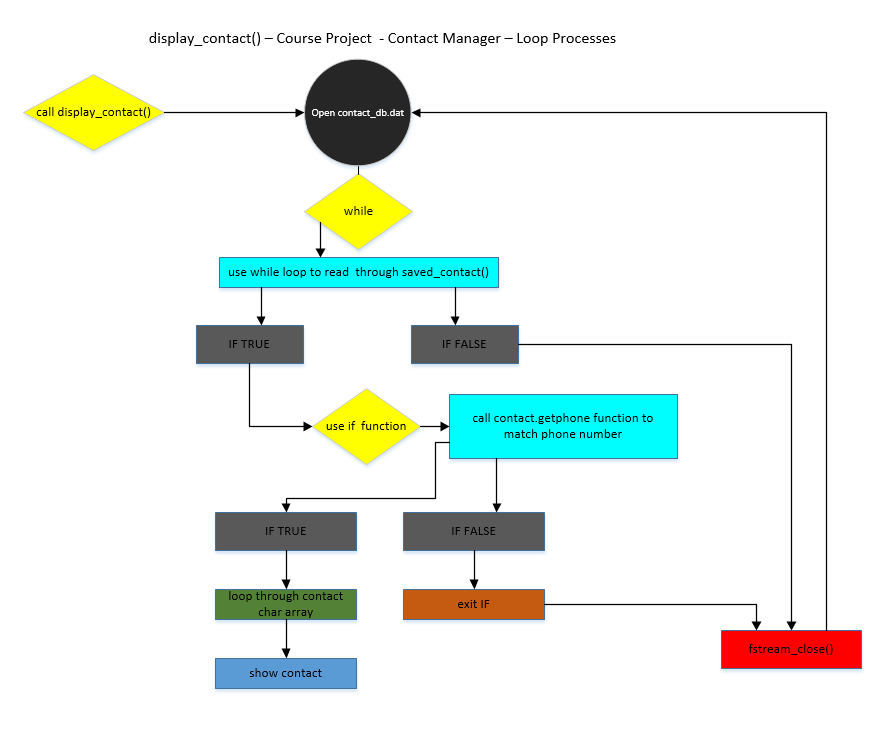 display_contact() – Course Project  - Contact Manager – Loop Processes
call display_contact()
Open contact_db.dat
while
use while loop to read  through saved_contact()
IF TRUE
IF FALSE
use if  function
call contact.getphone function to
match phone number
IF TRUE
IF FALSE
loop through contact
char array
exit IF
fstream_close()
show contact